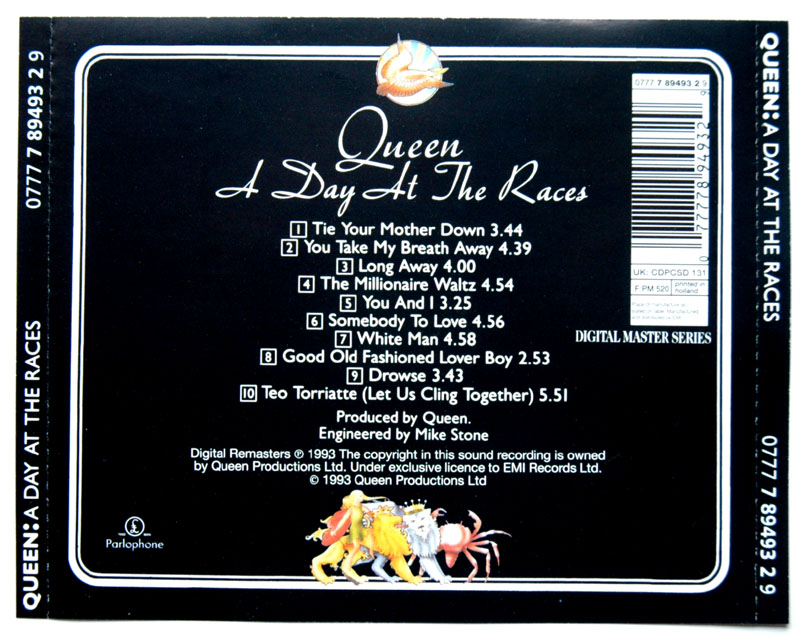 QUEEN: A DAY AT THE RACES 0777 7 89493 2 9
0777 7 89493 2 9
0 77778 94932
Queen
A Day At The Races
1 Tie Your Mother Down 3.44
2 You Take My Breath Away 4.39
3 Long Away 4.00
4 The Millionaire Waltz 4.54
5 You And I 3.25
6 Somebody To Love 4.56
7 White Man 4.58
8 Good Old Fashioned Lover Boy 2.53
9 Drowse 3.43
10 Teo Torriatte (Let Us Cling Together) 5.51
UK: CDPCSD 131
F: PM 520 printed in
holland
DIGITAL MASTER SERIES
Produced by Queen.
Engineered by Mike Stone
Digital Remasters ℗ 1993 The copyright in this sound recording is owned
by Queen Productions Ltd. Under exclusive licence to EMI Records Ltd.
© 1993 Queen Productions Ltd
£
Parlophone
QUEEN: A DAY AT THE RACES 0777 7 89493 2 9